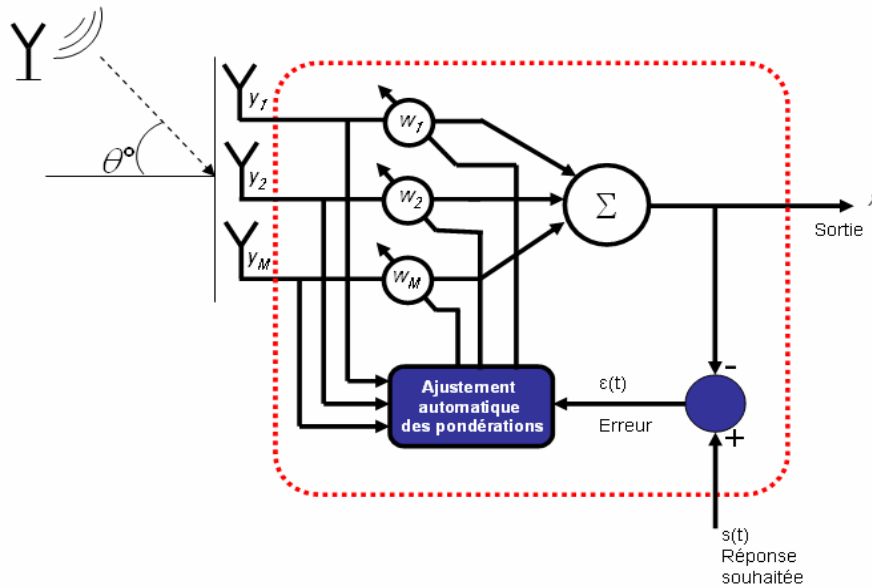 y1
w1
θ°
y2
w2
Σ
Sortie
yM
wM
-
Ajustement
automatique
des pondérations
ε(t)
Erreur
+
s(t)
Réponse
souhaitée